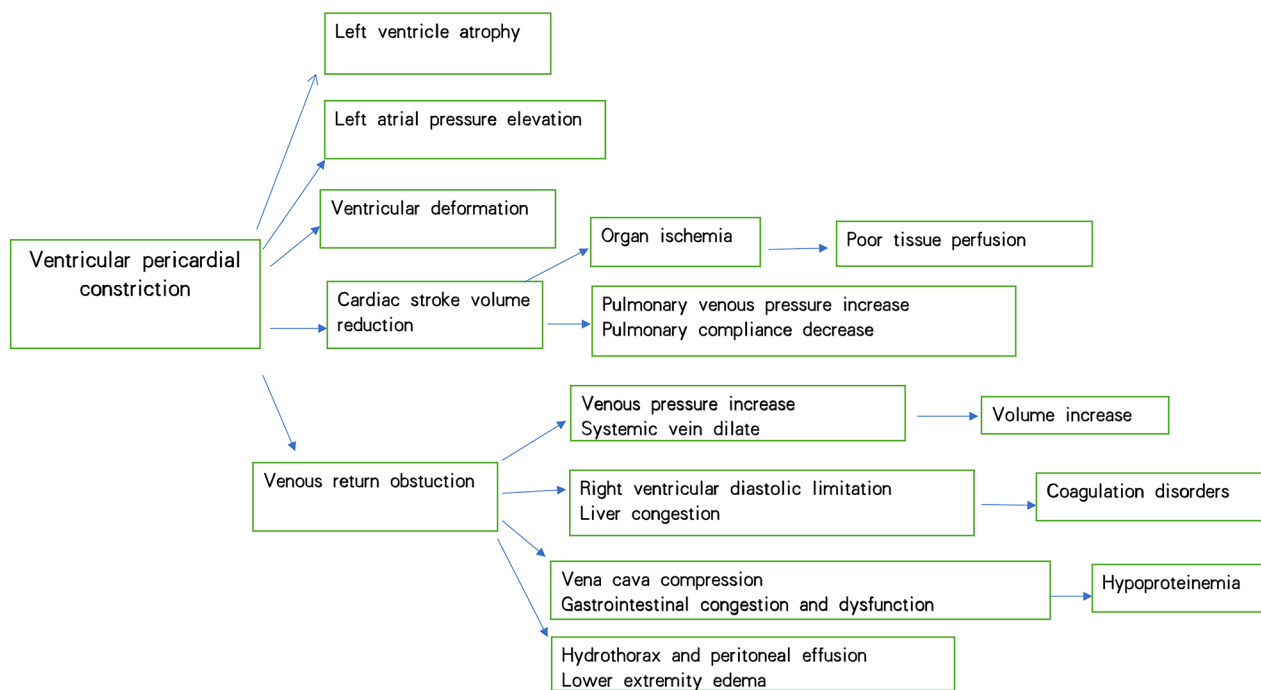 Left ventricle atrophy
Left atrial pressure elevation
Ventricular deformation
Ventricular pericardial
constriction
Cardiac stroke volume
reduction
Organ ischemia
Poor tissue perfusion
Pulmonary venous pressure increase
Pulmonary compliance decrease
Venous return obstuction
Venous pressure increase
Systemic vein dilate
Volume increase
Right ventricular diastolic limitation
Liver congestion
Coagulation disorders
Vena cava compression
Gastrointestinal congestion and dysfunction
Hypoproteinemia
Hydrothorax and peritoneal effusion
Lower extremity edema